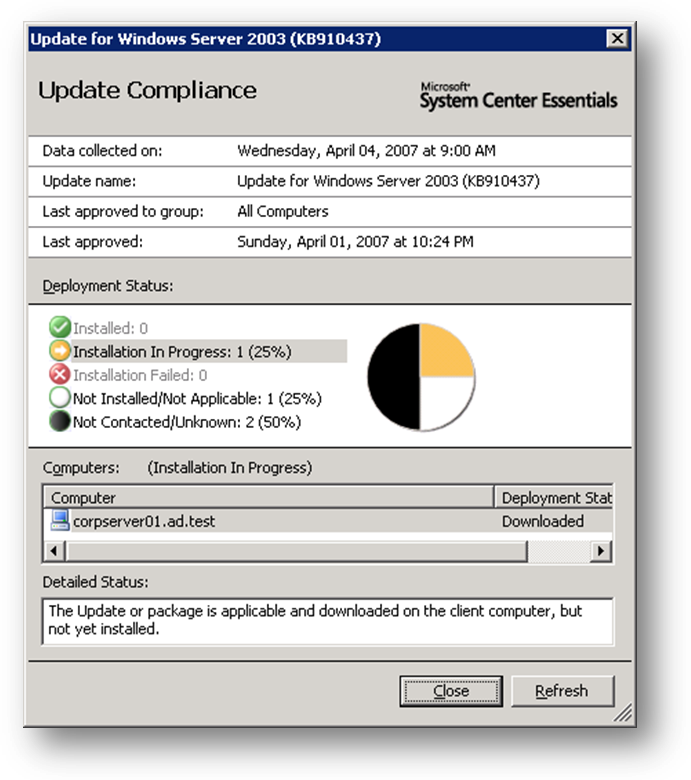 Update for Windows Server 2003 (KB910437)
Update Compliance
Microsoft
System Center Essentials
Data collected on: Wednesday, April 04, 2007 at 9:00 AM
Update name: Update for Windows Server 2003 (KB910437)
Last approved to group: All Computers
Last approved: Sunday, April 01, 2007 at 10:24 PM
Deployment Status:
Installed: 0
Installation In Progress: 1 (25%)
Installation Failed: 0
Not Installed/Not Applicable: 1 (25%)
Not Contacted/Unknown: 2 (50%)
Computers: (Installation In Progress)
Computer Deployment Stat
corpserver01.ad.test Downloaded
Detailed Status:
The Update or package is applicable and downloaded on the client computer, but
not yet installed.
Close Refresh